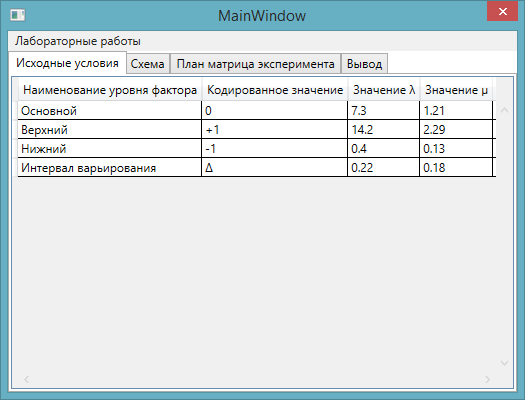 MainWindow
Лабораторные работы
Исходные условия Схема План матрица эксперимента Вывод
Наименование уровня фактора Кодированное значение Значение λ Значение μ
Основной 0 7.3 1.21
Верхний +1 14.2 2.29
Нижний -1 0.4 0.13
Интервал варьирования Δ 0.22 0.18